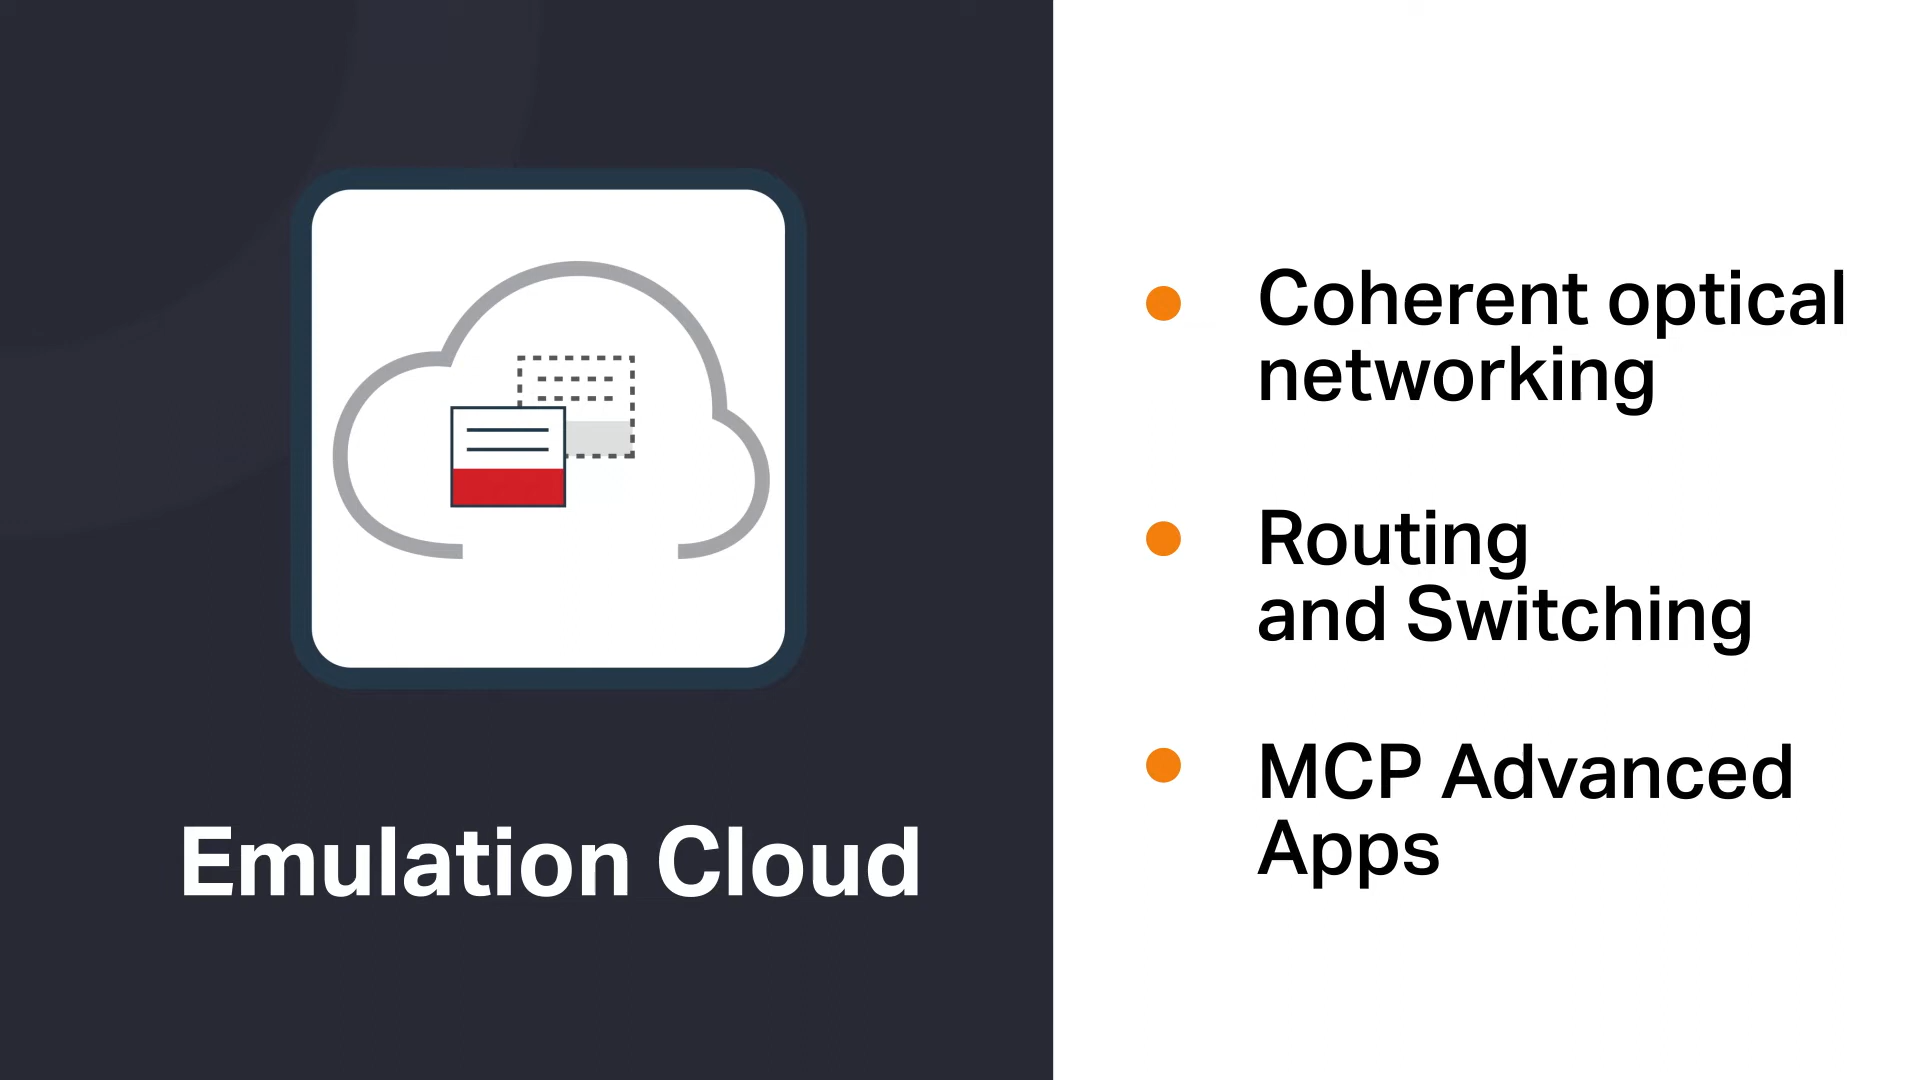 Emulation Cloud
Coherent optical
networking
Routing
and Switching
MCP Advanced
Apps